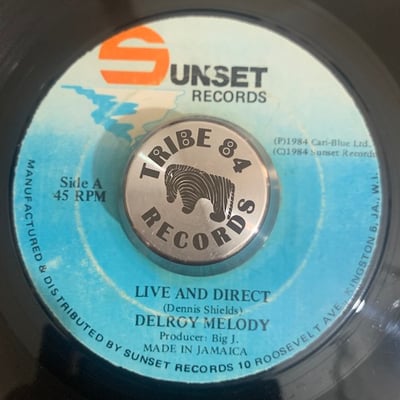 SUNSET
RECORDS
(P)1984 Cari-Blue Ltd.
(C)1984 Sunset Records
Side A
45 RPM
TRIBE 84
RECORDS
LIVE AND DIRECT
(Dennis Shields)
DELROY MELODY
Producer: Big J.
MADE IN JAMAICA
MANUFACTURED & DISTRIBUTED BY SUNSET RECORDS 10 ROOSEVELT AVE. KINGSTON 6, JA., W.I.